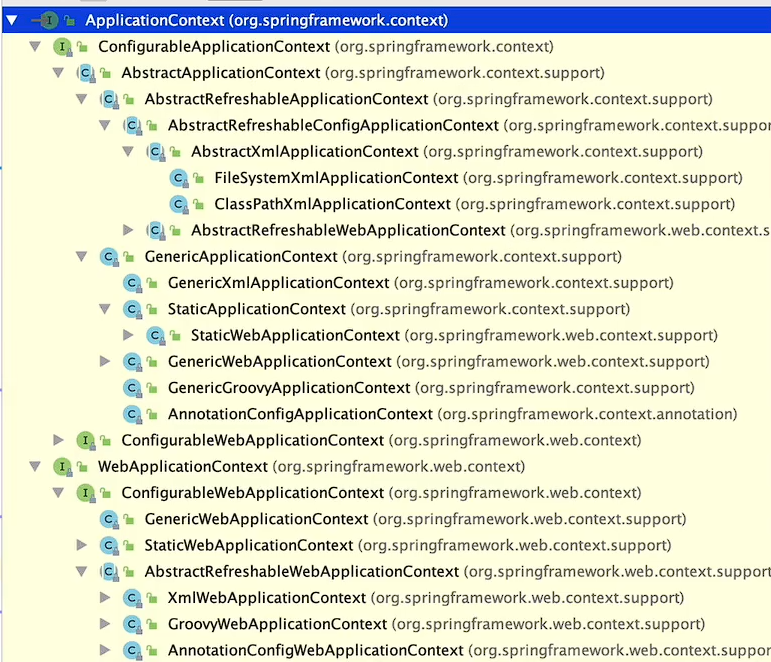 ApplicationContext (org.springframework.context)
ConfigurableApplicationContext (org.springframework.context)
AbstractApplicationContext (org.springframework.context.support)
AbstractRefreshableApplicationContext (org.springframework.context.support)
AbstractRefreshableConfigApplicationContext (org.springframework.context.suppor
AbstractXmlApplicationContext (org.springframework.context.support)
FileSystemXmlApplicationContext (org.springframework.context.support)
ClassPathXmlApplicationContext (org.springframework.context.support)
AbstractRefreshableWebApplicationContext (org.springframework.web.context.s
GenericApplicationContext (org.springframework.context.support)
GenericXmlApplicationContext (org.springframework.context.support)
StaticApplicationContext (org.springframework.context.support)
StaticWebApplicationContext (org.springframework.web.context.support)
GenericWebApplicationContext (org.springframework.web.context.support)
GenericGroovyApplicationContext (org.springframework.context.support)
AnnotationConfigApplicationContext (org.springframework.context.annotation)
ConfigurableWebApplicationContext (org.springframework.web.context)
WebApplicationContext (org.springframework.web.context)
ConfigurableWebApplicationContext (org.springframework.web.context)
GenericWebApplicationContext (org.springframework.web.context.support)
StaticWebApplicationContext (org.springframework.web.context.support)
AbstractRefreshableWebApplicationContext (org.springframework.web.context.support
XmlWebApplicationContext (org.springframework.web.context.support)
GroovyWebApplicationContext (org.springframework.web.context.support)
AnnotationConfigWebApplicationContext (org.springframework.web.context.suppor